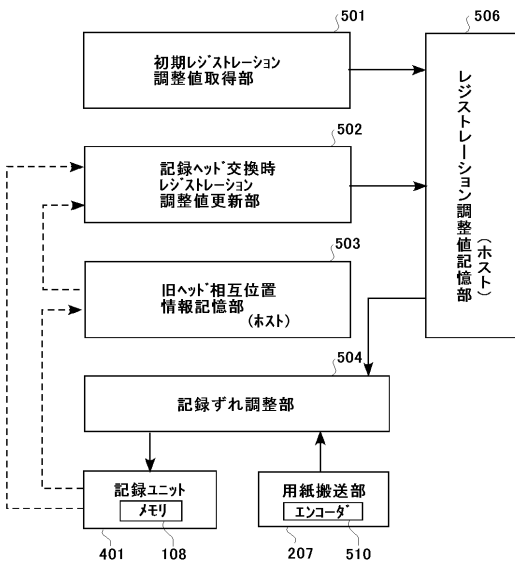 501
初期レジストレーション
調整値取得部
506
レジストレーション調整値記憶部
(ホスト)
502
記録ヘッド交換時
レジストレーション
調整値更新部
503
旧ヘッド相互位置
情報記憶部
(ホスト)
504
記録ずれ調整部
記録ユニット
メモリ
401
108
用紙搬送部
エンコーダ
207
510